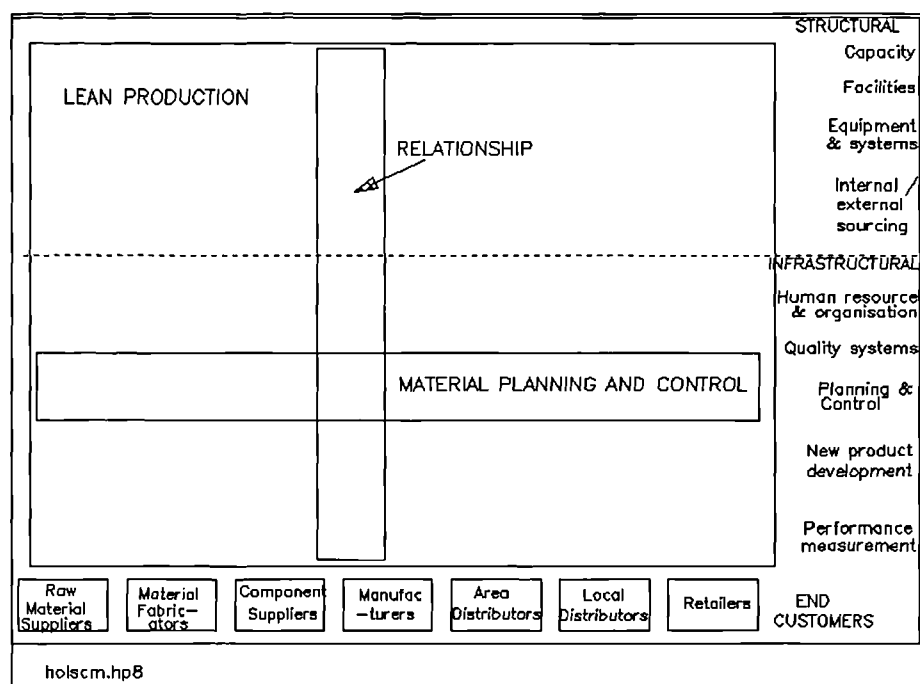 STRUCTURAL
Capacity
Facilities
Equipment
& systems
Internal /
external
sourcing
LEAN PRODUCTION
RELATIONSHIP
INFRASTRUCTURAL
Human resource
& organisation
Quality systems
Planning &
Control
New product
development
Performance
measurement
MATERIAL PLANNING AND CONTROL
Raw
Material
Suppliers
Material
Fabric-
ators
Component
Suppliers
Manufac
-turers
Area
Distributors
Local
Distributors
Retailers
END
CUSTOMERS
holscm.hp8